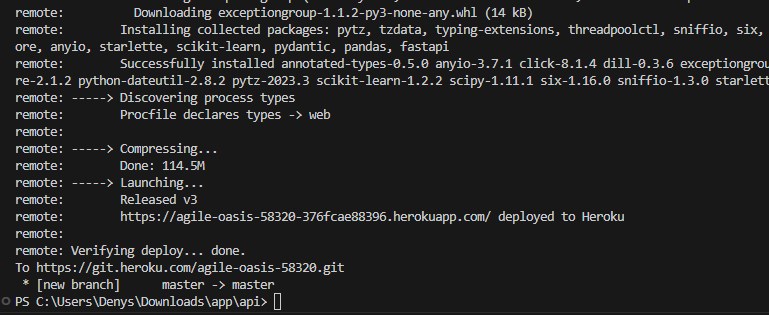 remote:          Downloading exceptiongroup-1.1.2-py3-none-any.whl (14 kB)
remote:        Installing collected packages: pytz, tzdata, typing-extensions, threadpoolctl, sniffio, six,
ore, anyio, starlette, scikit-learn, pydantic, pandas, fastapi
remote:        Successfully installed annotated-types-0.5.0 anyio-3.7.1 click-8.1.4 dill-0.3.6 exceptiongrou
re-2.1.2 python-dateutil-2.8.2 pytz-2023.3 scikit-learn-1.2.2 scipy-1.11.1 six-1.16.0 sniffio-1.3.0 starlett
remote: -----> Discovering process types
remote:        Procfile declares types -> web
remote:
remote: -----> Compressing...
remote:        Done: 114.5M
remote: -----> Launching...
remote:        Released v3
remote:        https://agile-oasis-58320-376fcae88396.herokuapp.com/ deployed to Heroku
remote:
remote: Verifying deploy... done.
To https://git.heroku.com/agile-oasis-58320.git
 * [new branch]      master -> master
PS C:\Users\Denys\Downloads\app\api>